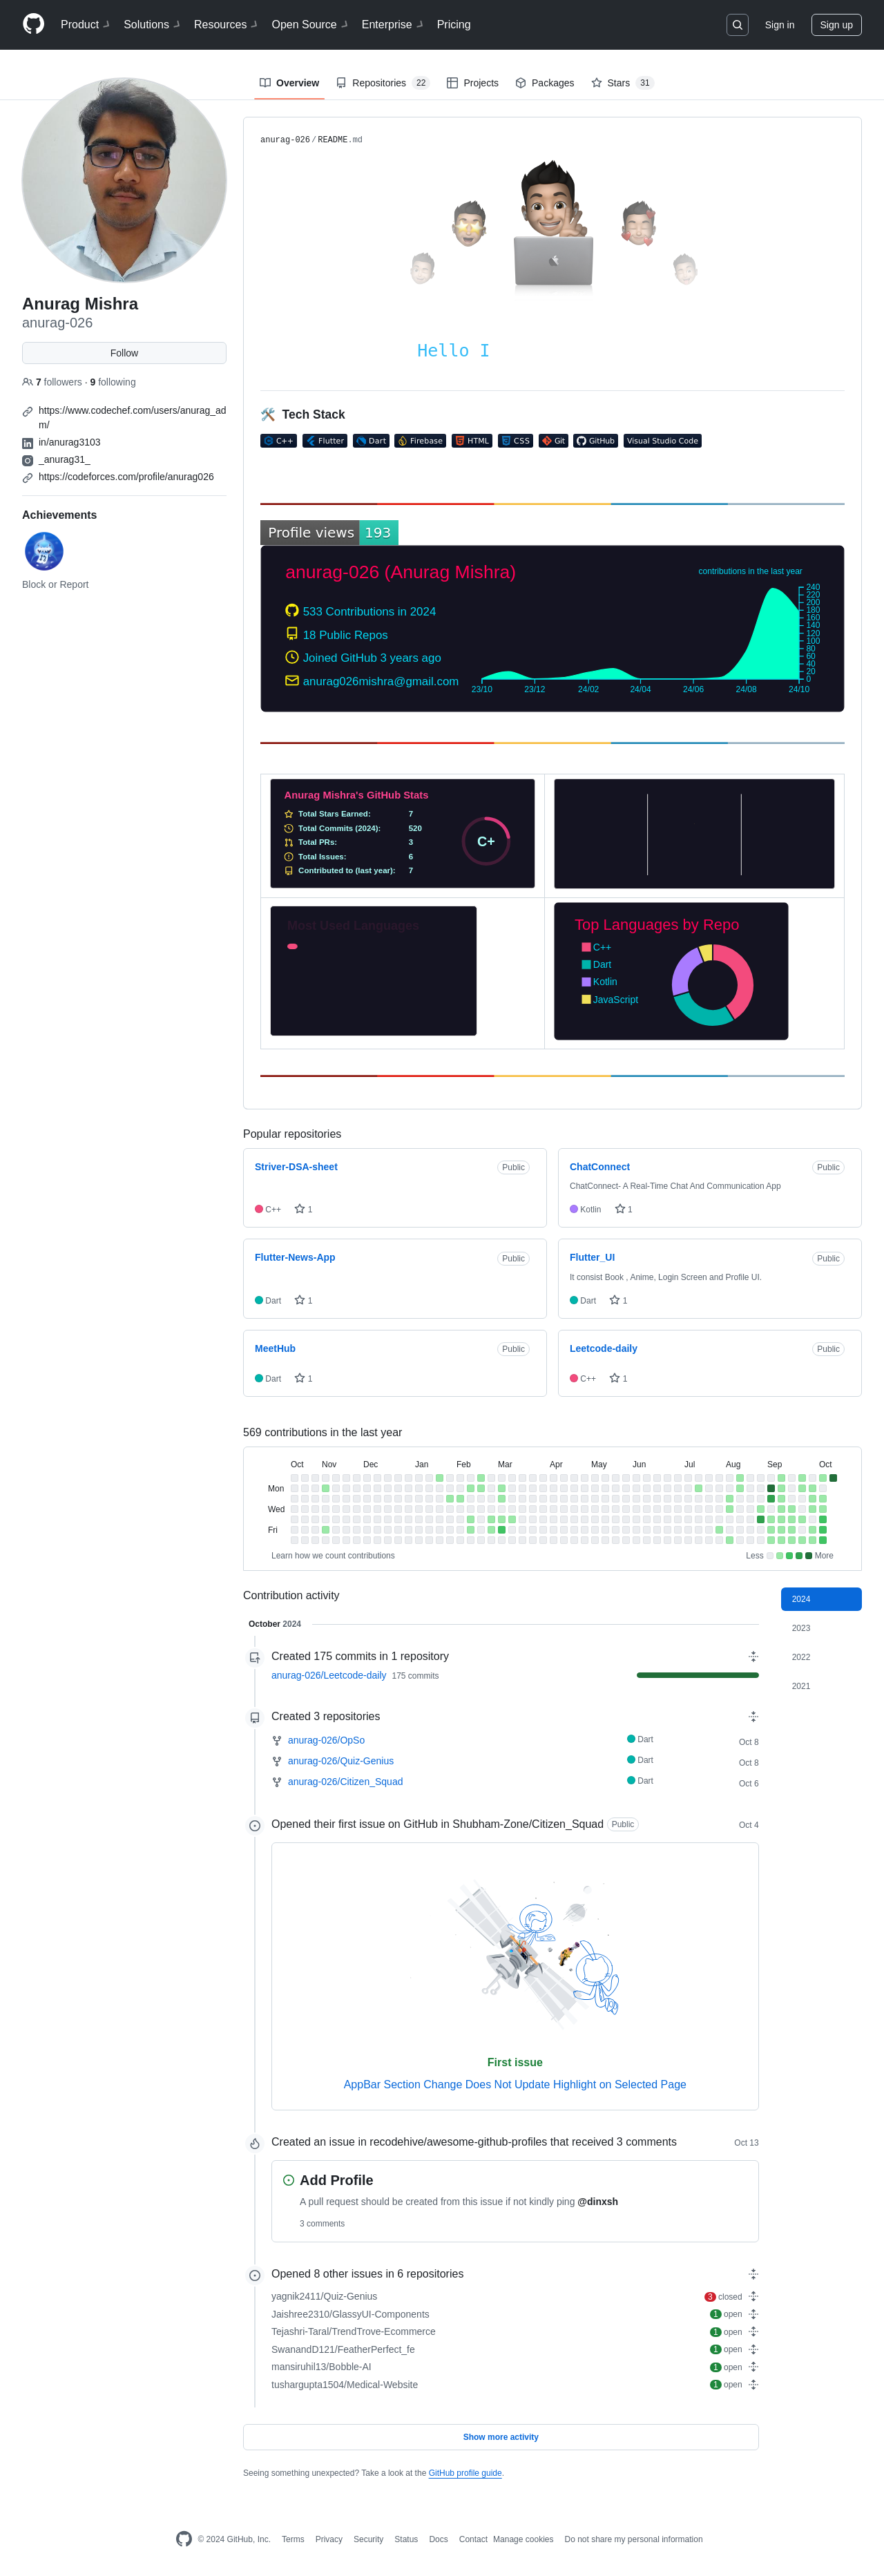 Product Solutions Resources Open Source Enterprise Pricing Sign in Sign up
Overview Repositories 22 Projects Packages Stars 31
anurag-026/README.md
Hello I
Anurag Mishra
anurag-026
Follow
7 followers · 9 following
https://www.codechef.com/users/anurag_ad
m/
in/anurag3103
_anurag31_
https://codeforces.com/profile/anurag026
Achievements
Block or Report
🛠️ Tech Stack
C++ Flutter Dart Firebase HTML CSS Git GitHub Visual Studio Code
Profile views 193
anurag-026 (Anurag Mishra)
contributions in the last year
533 Contributions in 2024
18 Public Repos
Joined GitHub 3 years ago
anurag026mishra@gmail.com
240
220
200
180
160
140
120
100
80
60
40
20
0
23/10 23/12 24/02 24/04 24/06 24/08 24/10
Anurag Mishra's GitHub Stats
Total Stars Earned: 7
Total Commits (2024): 520
Total PRs: 3
Total Issues: 6
Contributed to (last year): 7
C+
Most Used Languages
Top Languages by Repo
C++
Dart
Kotlin
JavaScript
Popular repositories
Striver-DSA-sheet Public
C++ 1
ChatConnect Public
ChatConnect- A Real-Time Chat And Communication App
Kotlin 1
Flutter-News-App Public
Dart 1
Flutter_UI Public
It consist Book , Anime, Login Screen and Profile UI.
Dart 1
MeetHub Public
Dart 1
Leetcode-daily Public
C++ 1
569 contributions in the last year
Oct Nov Dec Jan Feb Mar Apr May Jun Jul Aug Sep Oct
Mon
Wed
Fri
Learn how we count contributions Less More
Contribution activity
2024
2023
2022
2021
October 2024
Created 175 commits in 1 repository
anurag-026/Leetcode-daily 175 commits
Created 3 repositories
anurag-026/OpSo Dart Oct 8
anurag-026/Quiz-Genius Dart Oct 8
anurag-026/Citizen_Squad Dart Oct 6
Opened their first issue on GitHub in Shubham-Zone/Citizen_Squad Public Oct 4
First issue
AppBar Section Change Does Not Update Highlight on Selected Page
Created an issue in recodehive/awesome-github-profiles that received 3 comments Oct 13
Add Profile
A pull request should be created from this issue if not kindly ping @dinxsh
3 comments
Opened 8 other issues in 6 repositories
yagnik2411/Quiz-Genius 3 closed
Jaishree2310/GlassyUI-Components 1 open
Tejashri-Taral/TrendTrove-Ecommerce 1 open
SwanandD121/FeatherPerfect_fe 1 open
mansiruhil13/Bobble-AI 1 open
tushargupta1504/Medical-Website 1 open
Show more activity
Seeing something unexpected? Take a look at the GitHub profile guide.
© 2024 GitHub, Inc. Terms Privacy Security Status Docs Contact Manage cookies Do not share my personal information